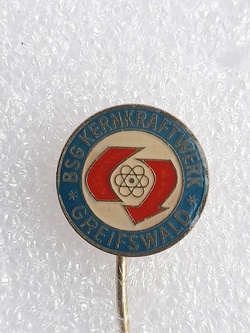 * BSG KERNKRAFTWERK *
GREIFSWALD